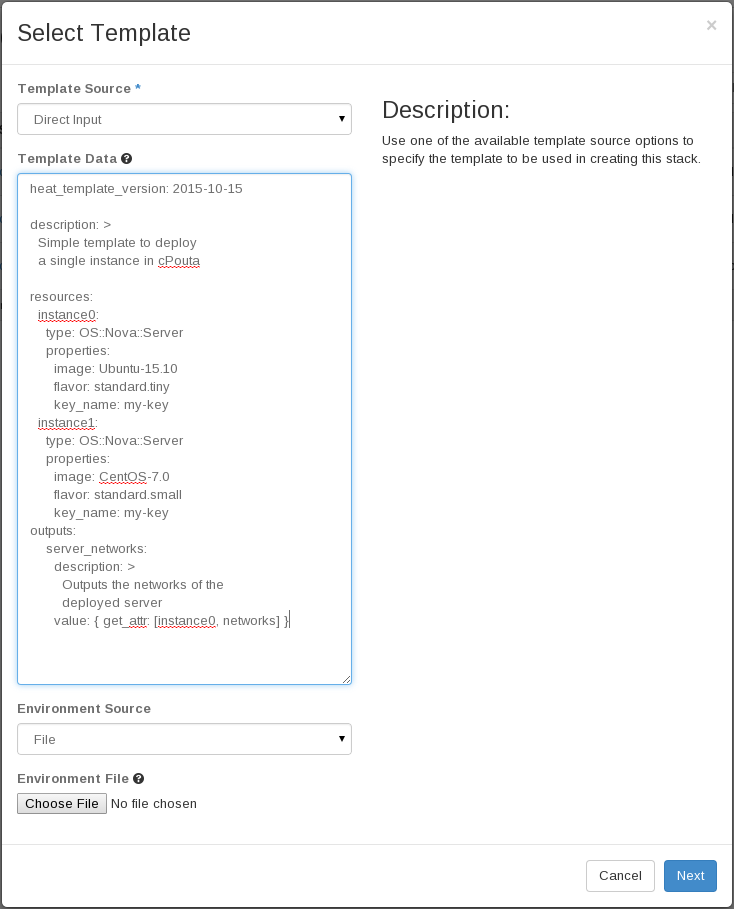 Select Template
×
Template Source *
Direct Input
Template Data
heat_template_version: 2015-10-15
description: >
Simple template to deploy
a single instance in cPouta
resources:
instance0:
type: OS::Nova::Server
properties:
image: Ubuntu-15.10
flavor: standard.tiny
key_name: my-key
instance1:
type: OS::Nova::Server
properties:
image: CentOS-7.0
flavor: standard.small
key_name: my-key
outputs:
server_networks:
description: >
Outputs the networks of the
deployed server
value: { get_attr: [instance0, networks] }
Environment Source
File
Environment File
Choose File No file chosen
Description:
Use one of the available template source options to
specify the template to be used in creating this stack.
Cancel
Next